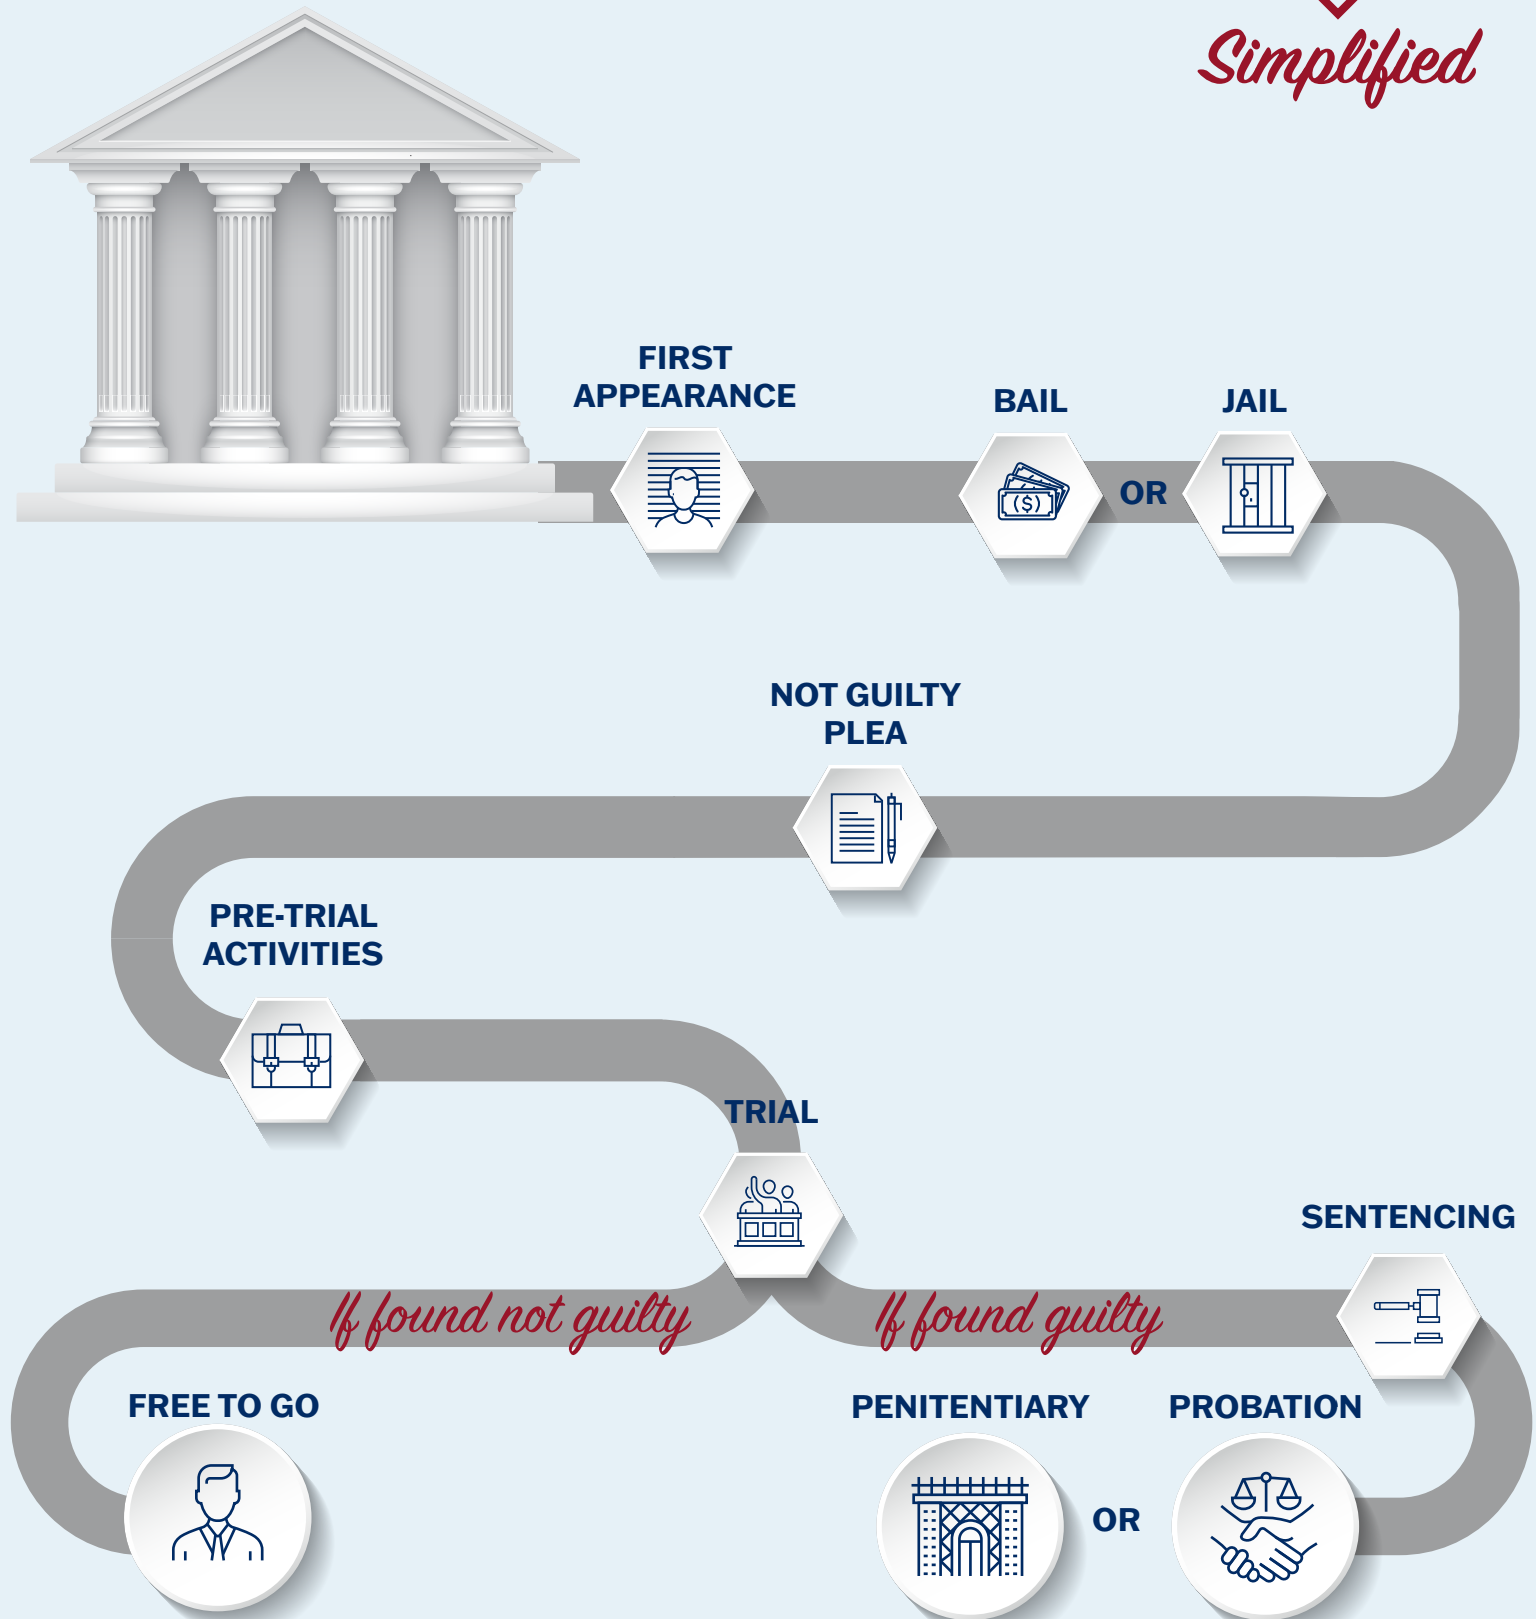 Simplified
FIRST
APPEARANCE
BAIL
JAIL
($)
OR
NOT GUILTY
PLEA
PRE-TRIAL
ACTIVITIES
TRIAL
SENTENCING
If found not guilty
If found guilty
FREE TO GO
PENITENTIARY
PROBATION
OR